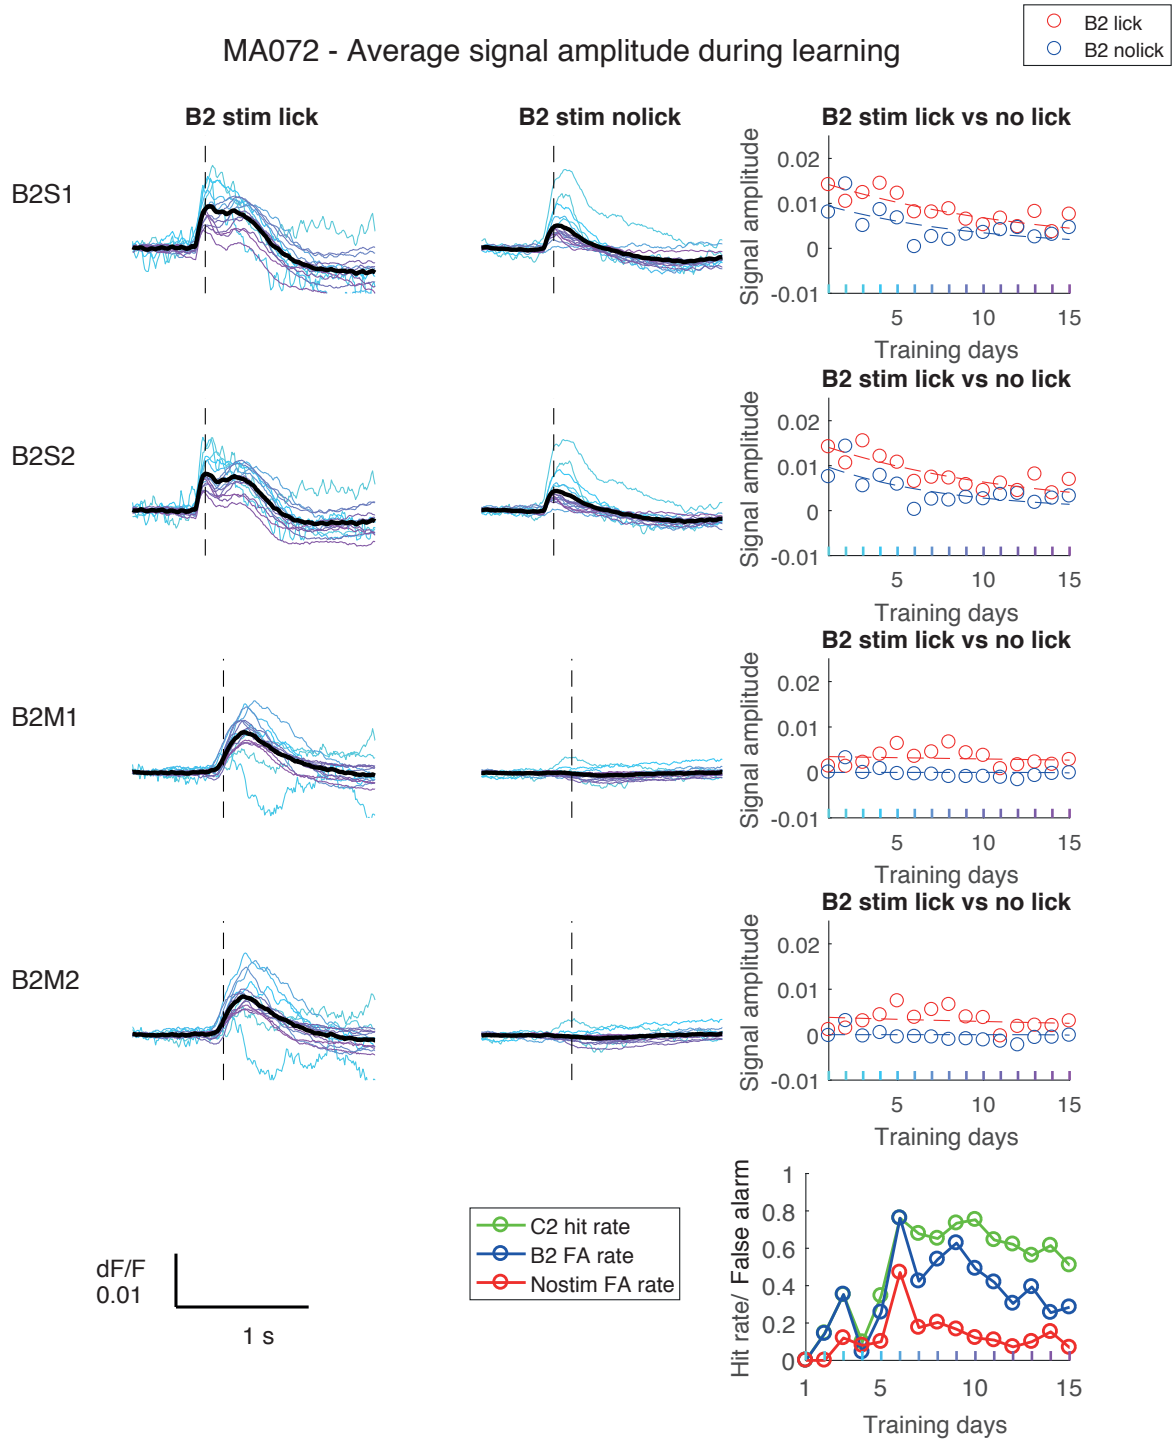 B2 lick
B2 nolick
MA072 - Average signal amplitude during learning
B2 stim lick
B2 stim nolick
B2 stim lick vs no lick
B2S1
Signal amplitude
0.02
0.01
0
-0.01
5 10 15
Training days
B2 stim lick vs no lick
B2S2
Signal amplitude
0.02
0.01
0
-0.01
5 10 15
Training days
B2 stim lick vs no lick
B2M1
Signal amplitude
0.02
0.01
0
-0.01
5 10 15
Training days
B2 stim lick vs no lick
B2M2
Signal amplitude
0.02
0.01
0
-0.01
5 10 15
Training days
dF/F
0.01
1 s
C2 hit rate
B2 FA rate
Nostim FA rate
Hit rate/ False alarm
1
0.8
0.6
0.4
0.2
0
1 5 10 15
Training days